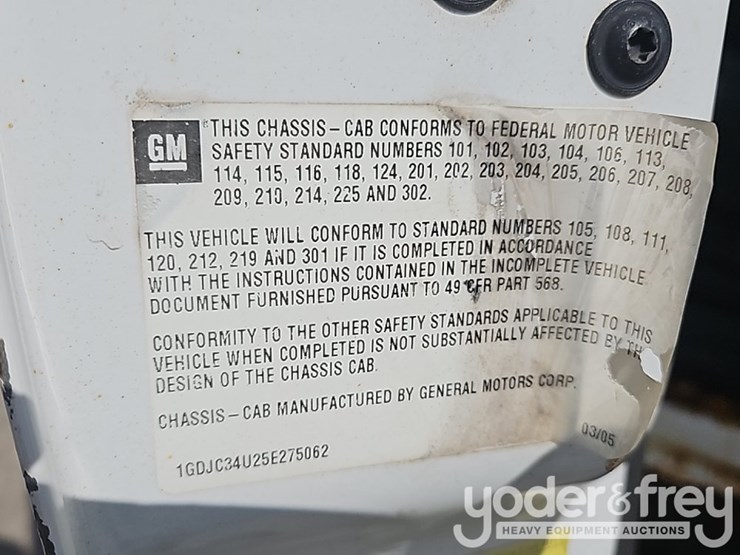 GM
THIS CHASSIS – CAB CONFORMS TO FEDERAL MOTOR VEHICLE
SAFETY STANDARD NUMBERS 101, 102, 103, 104, 106, 113,
114, 115, 116, 118, 124, 201, 202, 203, 204, 205, 206, 207, 208,
209, 210, 214, 225 AND 302.
THIS VEHICLE WILL CONFORM TO STANDARD NUMBERS 105, 108, 111,
120, 212, 219 AND 301 IF IT IS COMPLETED IN ACCORDANCE
WITH THE INSTRUCTIONS CONTAINED IN THE INCOMPLETE VEHICLE
DOCUMENT FURNISHED PURSUANT TO 49 CFR PART 568.
CONFORMITY TO THE OTHER SAFETY STANDARDS APPLICABLE TO THIS
VEHICLE WHEN COMPLETED IS NOT SUBSTANTIALLY AFFECTED BY TH
DESIGN OF THE CHASSIS CAB.
CHASSIS – CAB MANUFACTURED BY GENERAL MOTORS CORP.
03/05
1GDJC34U25E275062
yoder&frey
HEAVY EQUIPMENT AUCTIONS